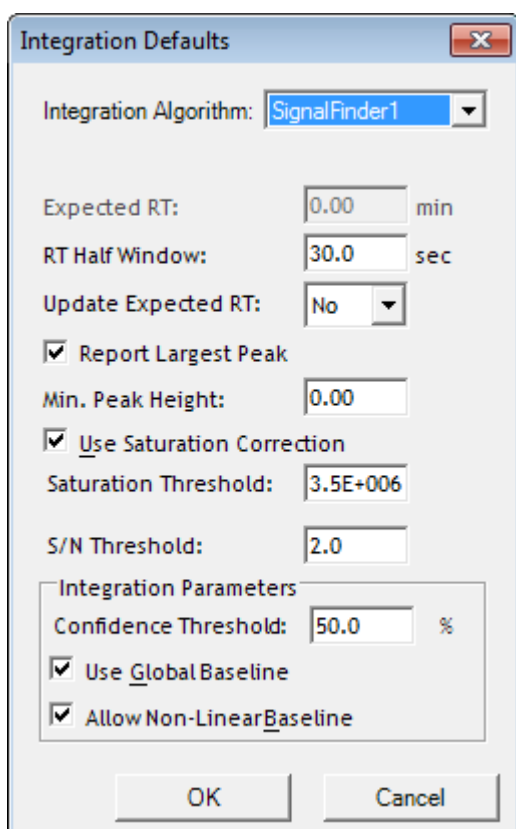 Integration Defaults
Integration Algorithm: SignalFinder1
Expected RT: 0.00 min
RT Half Window: 30.0 sec
Update Expected RT: No
Report Largest Peak
Min. Peak Height: 0.00
Use Saturation Correction
Saturation Threshold: 3.5E+006
S/N Threshold: 2.0
Integration Parameters
Confidence Threshold: 50.0 %
Use Global Baseline
Allow Non-LinearBaseline
OK Cancel